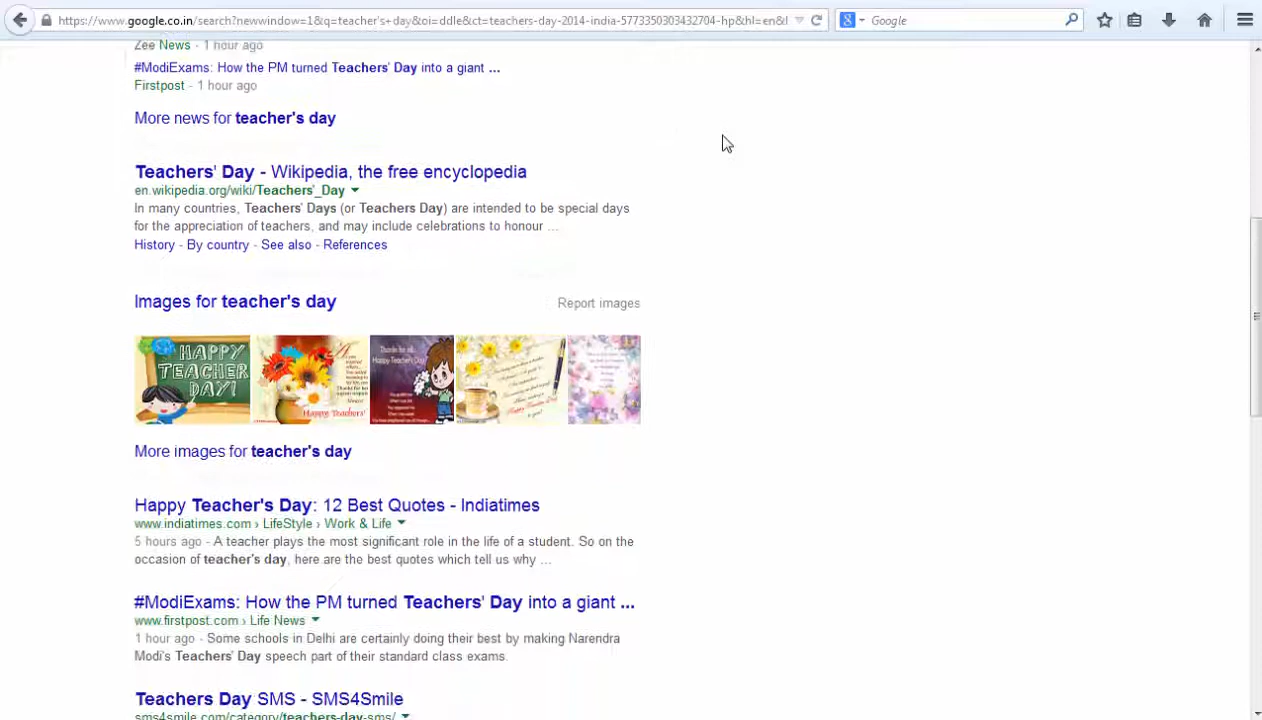 https://www.google.co.in/search?newwindow=1&q=teacher's+day&oi=ddle&ct=teachers-day-2014-india-5773350303432704-hp&hl=en&
Google
Zee News - 1 hour ago
#ModiExams: How the PM turned Teachers' Day into a giant ...
Firstpost - 1 hour ago
More news for teacher's day
Teachers' Day - Wikipedia, the free encyclopedia
en.wikipedia.org/wiki/Teachers'_Day
In many countries, Teachers' Days (or Teachers Day) are intended to be special days
for the appreciation of teachers, and may include celebrations to honour ...
History - By country - See also - References
Images for teacher's day
Report images
HAPPY
TEACHER
DAY!
Happy Teachers!
Thanks for all..
Happy Teacher's Day
More images for teacher's day
Happy Teacher's Day: 12 Best Quotes - Indiatimes
www.indiatimes.com › LifeStyle › Work & Life
5 hours ago - A teacher plays the most significant role in the life of a student. So on the
occasion of teacher's day, here are the best quotes which tell us why ...
#ModiExams: How the PM turned Teachers' Day into a giant ...
www.firstpost.com › Life News
1 hour ago - Some schools in Delhi are certainly doing their best by making Narendra
Modi's Teachers' Day speech part of their standard class exams.
Teachers Day SMS - SMS4Smile
sms4smile.com/category/teachers-day-sms/